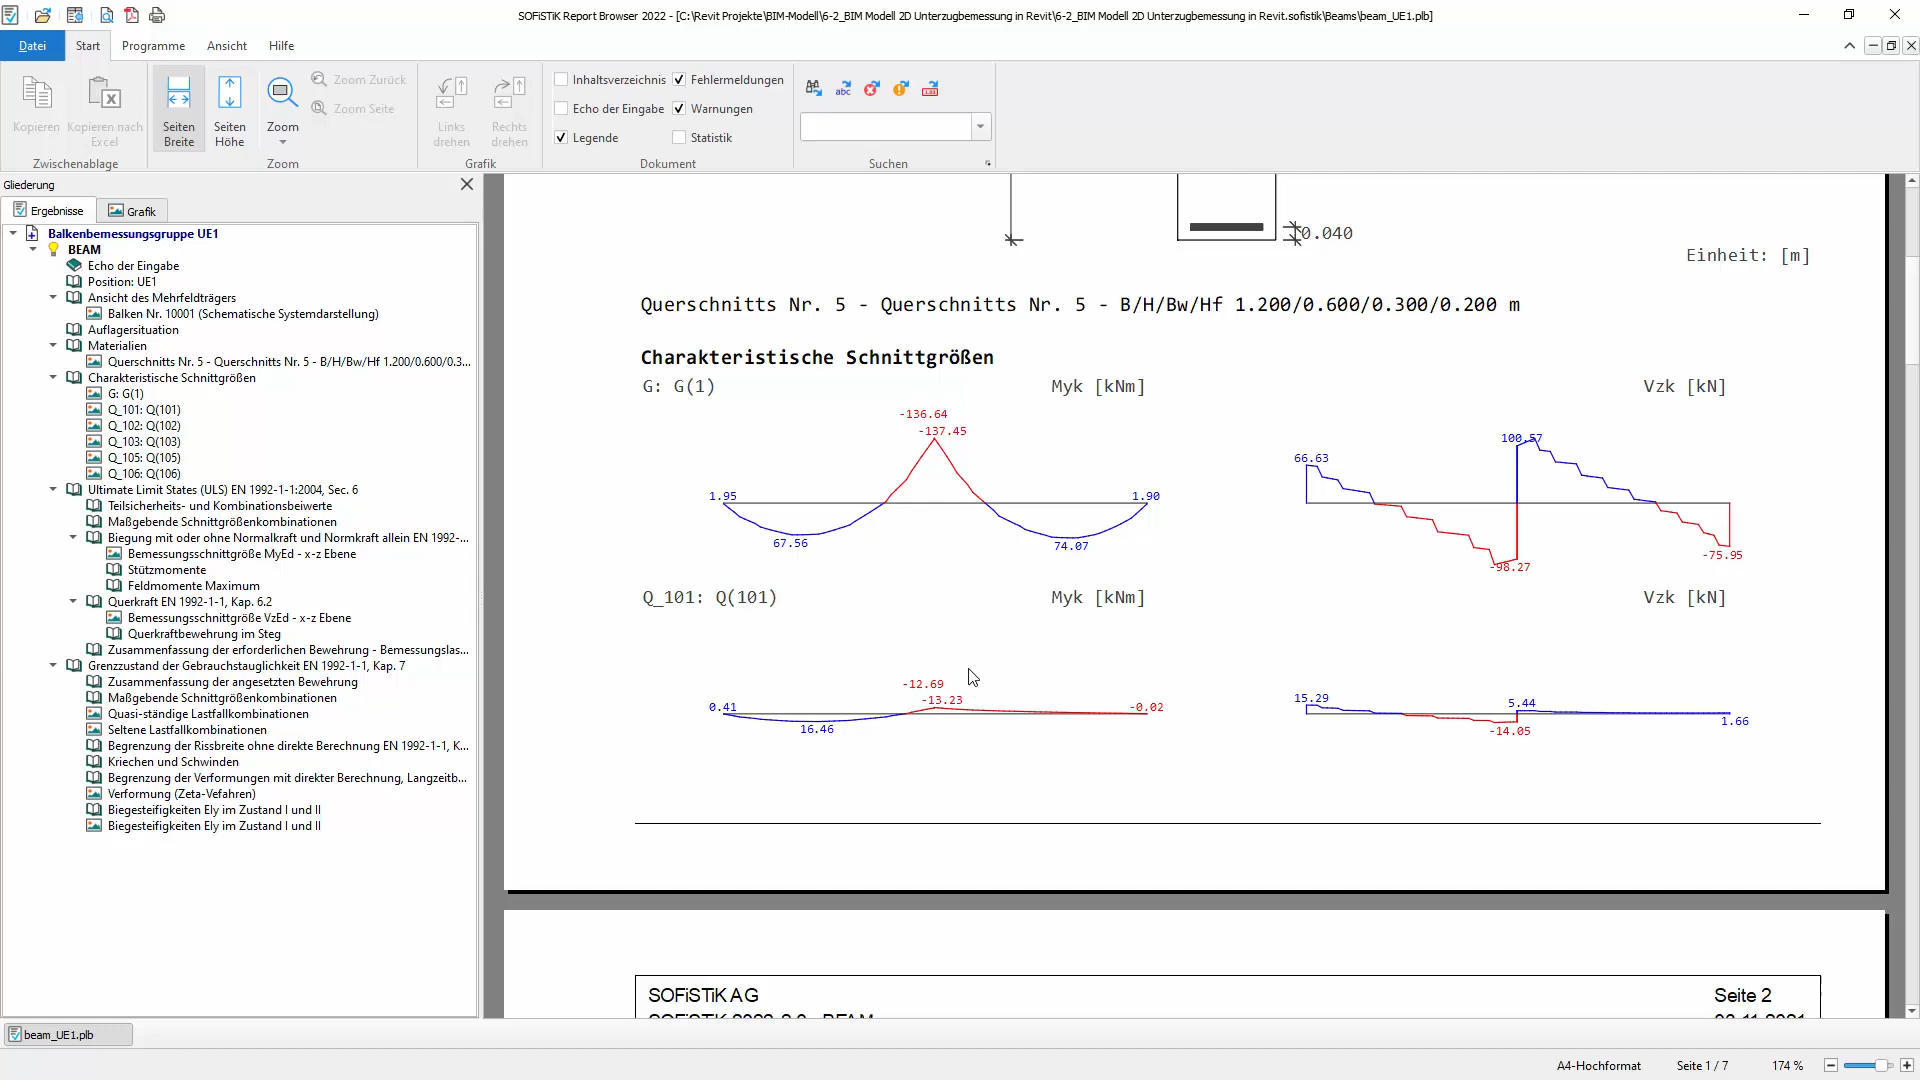 SOFiSTiK Report Browser 2022 - [C:\Revit Projekte\BIM-Modell\6-2_BIM Modell 2D Unterzugbemessung in Revit\6-2_BIM Modell 2D Unterzugbemessung in Revit.sofistik\Beams\beam_UE1.plb]
Datei Start Programme Ansicht Hilfe
Kopieren
Kopieren nach Excel
Zwischenablage
Seiten Breite
Seiten Höhe
Zoom
Zoom Zurück
Zoom Seite
Zoom
Links drehen
Rechts drehen
Grafik
Inhaltsverzeichnis Fehlermeldungen
Echo der Eingabe Warnungen
Legende Statistik
Dokument
abc
Suchen
Gliederung
Ergebnisse Grafik
Balkenbemessungsgruppe UE1
BEAM
Echo der Eingabe
Position: UE1
Ansicht des Mehrfeldträgers
Balken Nr. 10001 (Schematische Systemdarstellung)
Auflagersituation
Materialien
Querschnitts Nr. 5 - Querschnitts Nr. 5 - B/H/Bw/Hf 1.200/0.600/0.3...
Charakteristische Schnittgrößen
G: G(1)
Q_101: Q(101)
Q_102: Q(102)
Q_103: Q(103)
Q_105: Q(105)
Q_106: Q(106)
Ultimate Limit States (ULS) EN 1992-1-1:2004, Sec. 6
Teilsicherheits- und Kombinationsbeiwerte
Maßgebende Schnittgrößenkombinationen
Biegung mit oder ohne Normalkraft und Normkraft allein EN 1992-...
Bemessungsschnittgröße MyEd - x-z Ebene
Stützmomente
Feldmomente Maximum
Querkraft EN 1992-1-1, Kap. 6.2
Bemessungsschnittgröße VzEd - x-z Ebene
Querkraftbewehrung im Steg
Zusammenfassung der erforderlichen Bewehrung - Bemessungslas...
Grenzzustand der Gebrauchstauglichkeit EN 1992-1-1, Kap. 7
Zusammenfassung der angesetzten Bewehrung
Maßgebende Schnittgrößenkombinationen
Quasi-ständige Lastfallkombinationen
Seltene Lastfallkombinationen
Begrenzung der Rissbreite ohne direkte Berechnung EN 1992-1-1, K...
Kriechen und Schwinden
Begrenzung der Verformungen mit direkter Berechnung, Langzeitb...
Verformung (Zeta-Vefahren)
Biegesteifigkeiten EIy im Zustand I und II
Biegesteifigkeiten EIy im Zustand I und II
0.040
Einheit: [m]
Querschnitts Nr. 5 - Querschnitts Nr. 5 - B/H/Bw/Hf 1.200/0.600/0.300/0.200 m
Charakteristische Schnittgrößen
G: G(1) Myk [kNm] Vzk [kN]
-136.64
-137.45
1.95 1.90
67.56 74.07
66.63 100.57
-98.27 -75.95
Q_101: Q(101) Myk [kNm] Vzk [kN]
-12.69
-13.23
0.41 -0.02
16.46
15.29 5.44
-14.05 1.66
SOFiSTiK AG Seite 2
beam_UE1.plb
A4-Hochformat Seite 1 / 7 174 %